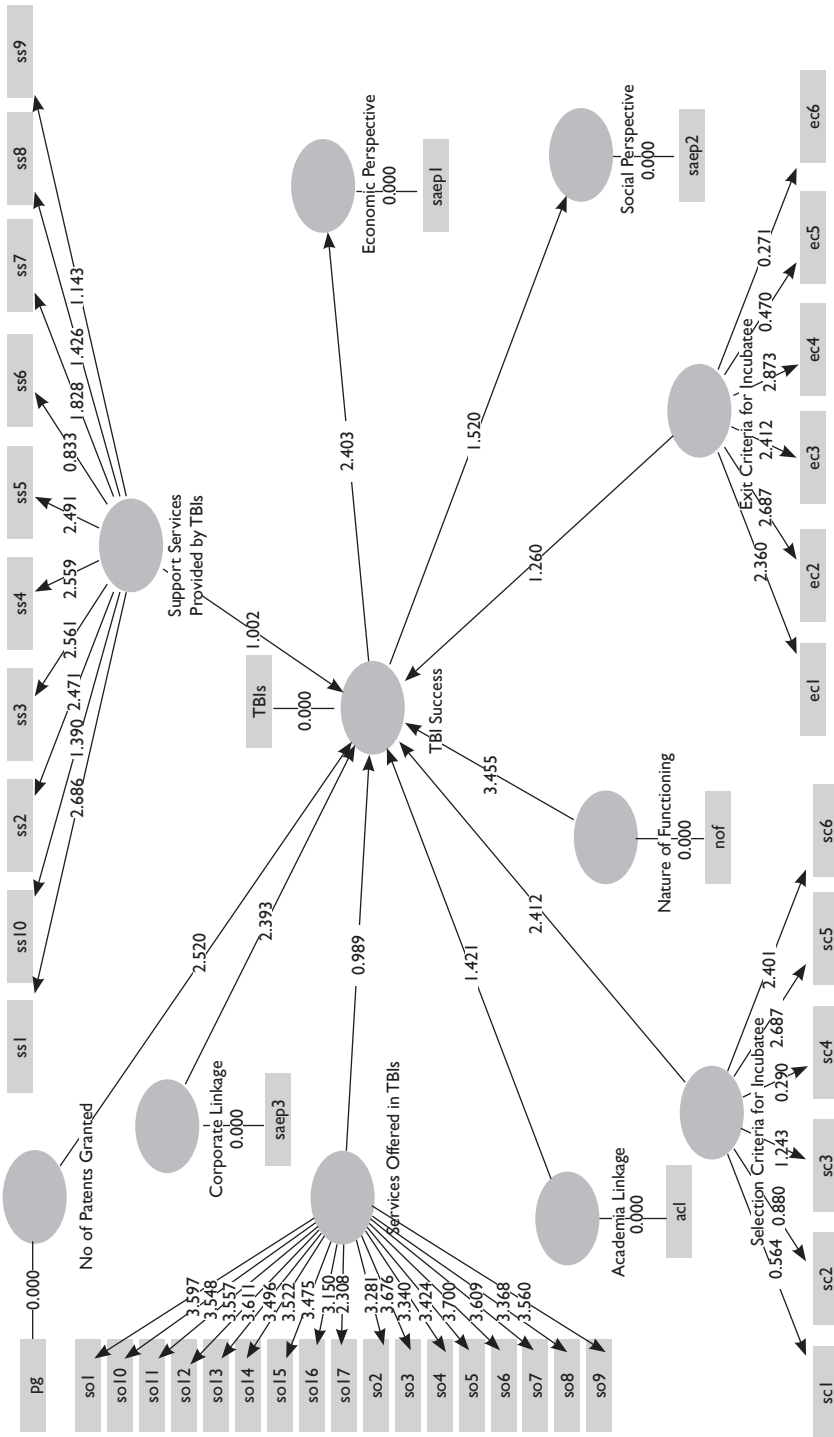 ss1
ss10
ss2
ss3
ss4
ss5
ss6
ss7
ss8
ss9
2.686
1.390
2.471
2.561
2.559
2.491
0.833
1.828
1.426
1.143
Support Services
Provided by TBIs
1.002
pg
0.000
No of Patents Granted
2.520
Corporate Linkage
0.000
saep3
2.393
TBIs
0.000
TBI Success
2.403
Economic Perspective
0.000
saep1
1.520
Social Perspective
0.000
saep2
so1
so10
so11
so12
so13
so14
so15
so16
so17
so2
so3
so4
so5
so6
so7
so8
so9
3.597
3.548
3.557
3.611
3.496
3.522
3.475
3.150
2.308
3.281
3.676
3.340
3.424
3.700
3.609
3.368
3.560
Services Offered in TBIs
0.989
Academia Linkage
0.000
acl
1.421
2.412
3.455
Nature of Functioning
0.000
nof
1.260
Selection Criteria for Incubatee
0.564
0.880
1.243
0.290
2.687
2.401
sc1
sc2
sc3
sc4
sc5
sc6
Exit Criteria for Incubatee
2.360
2.687
2.412
2.873
0.470
0.271
ec1
ec2
ec3
ec4
ec5
ec6